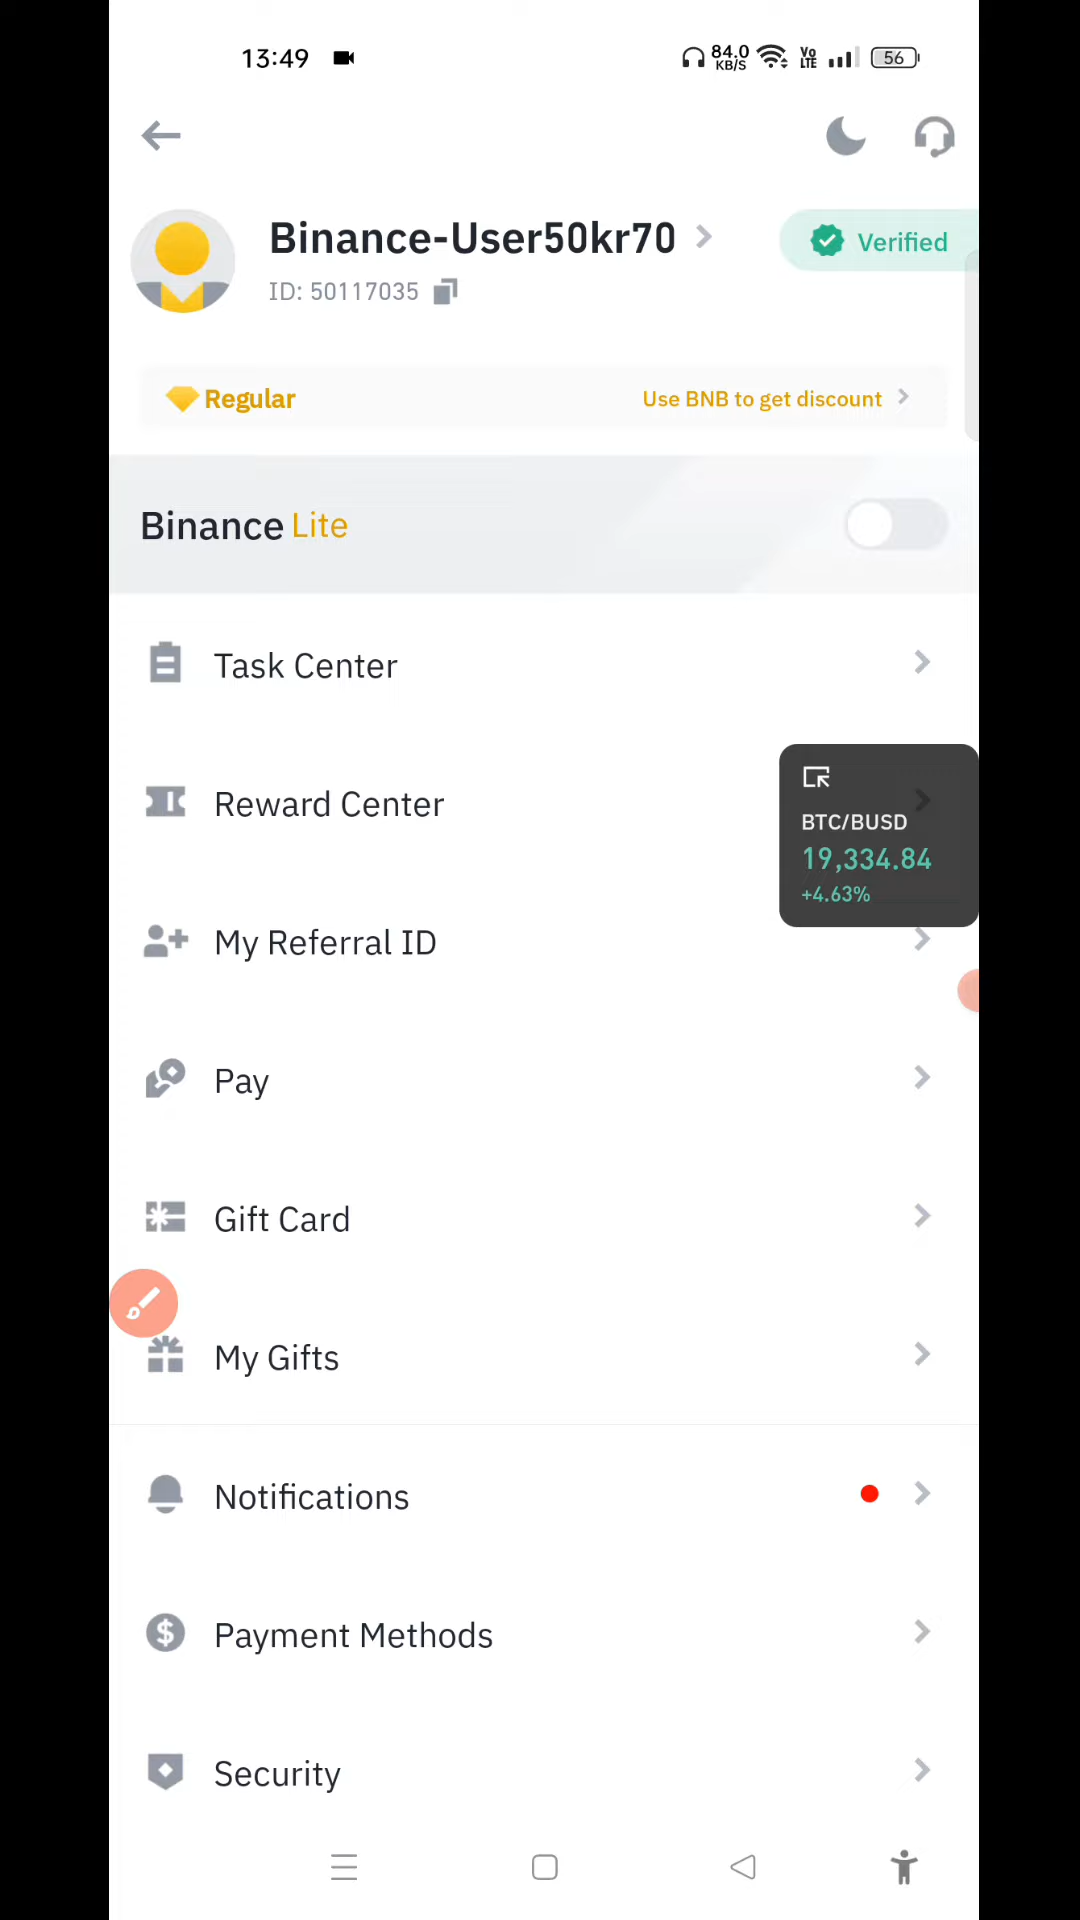 13:49 84.0 KB/S Vo LTE 56
Binance-User50kr70 Verified
ID: 50117035
Regular Use BNB to get discount
Binance Lite
Task Center
Reward Center
BTC/BUSD
19,334.84
+4.63%
My Referral ID
Pay
Gift Card
My Gifts
Notifications
Payment Methods
Security